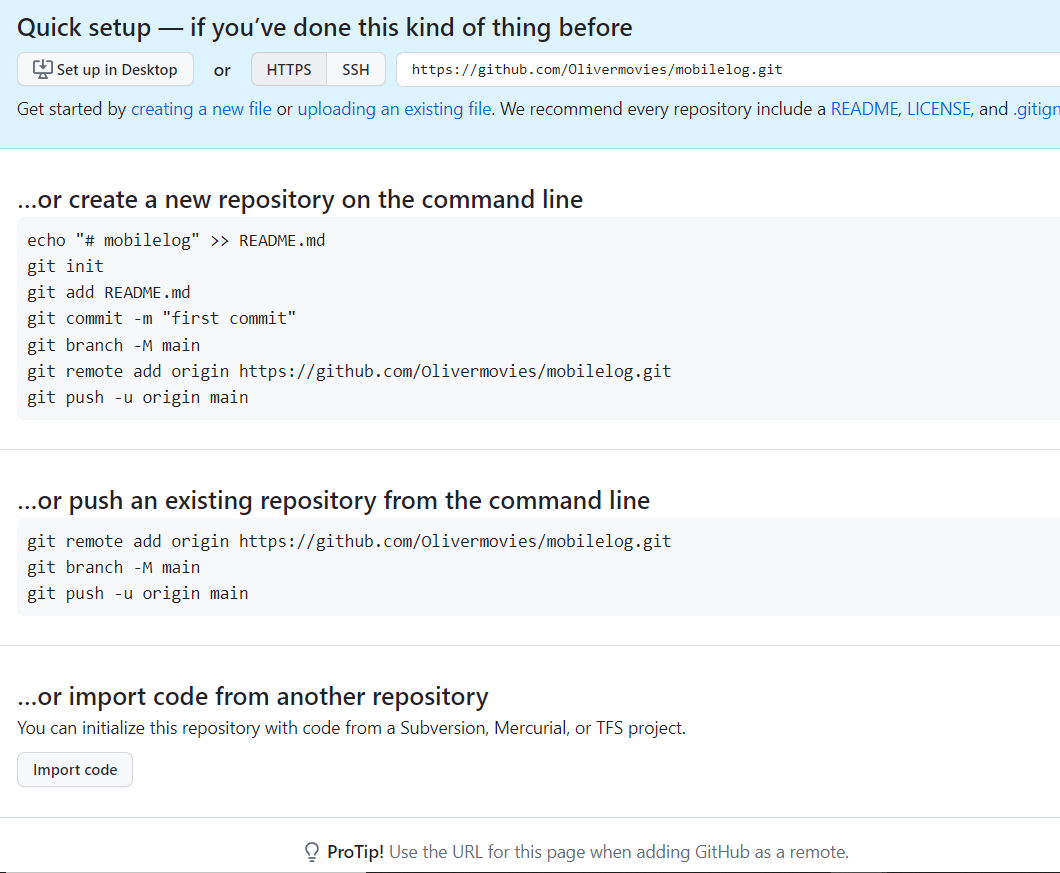 Quick setup — if you’ve done this kind of thing before
Set up in Desktop or HTTPS SSH https://github.com/Olivermovies/mobilelog.git
Get started by creating a new file or uploading an existing file. We recommend every repository include a README, LICENSE, and .gitign
...or create a new repository on the command line
echo "# mobilelog" >> README.md
git init
git add README.md
git commit -m "first commit"
git branch -M main
git remote add origin https://github.com/Olivermovies/mobilelog.git
git push -u origin main
...or push an existing repository from the command line
git remote add origin https://github.com/Olivermovies/mobilelog.git
git branch -M main
git push -u origin main
...or import code from another repository
You can initialize this repository with code from a Subversion, Mercurial, or TFS project.
Import code
ProTip! Use the URL for this page when adding GitHub as a remote.